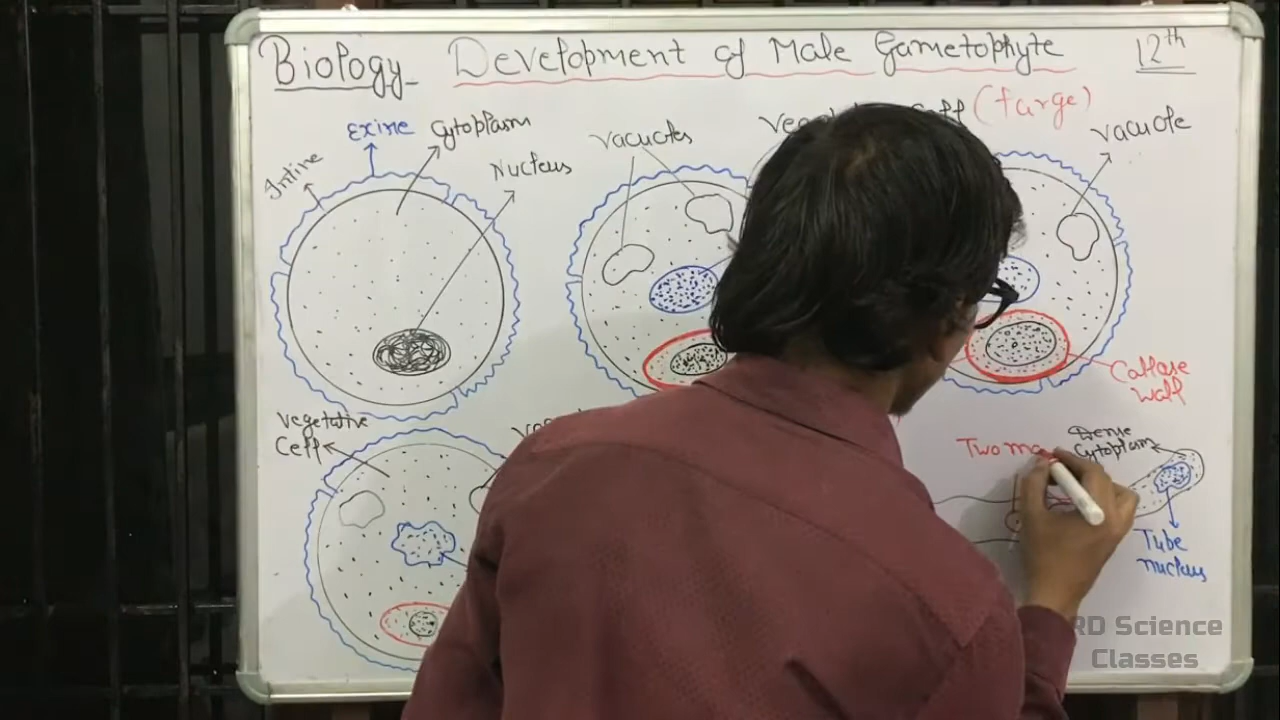 Biology
Development of Male Gametophyte
12th
Exine
Cytoplasm
Intine
Nucleus
Vacuoles
(Large)
Vacuole
Callose
Wall
Vegetative
Cell
Two ma
Dense
Cytoplasm
Tube
nucleus
RD Science
Classes